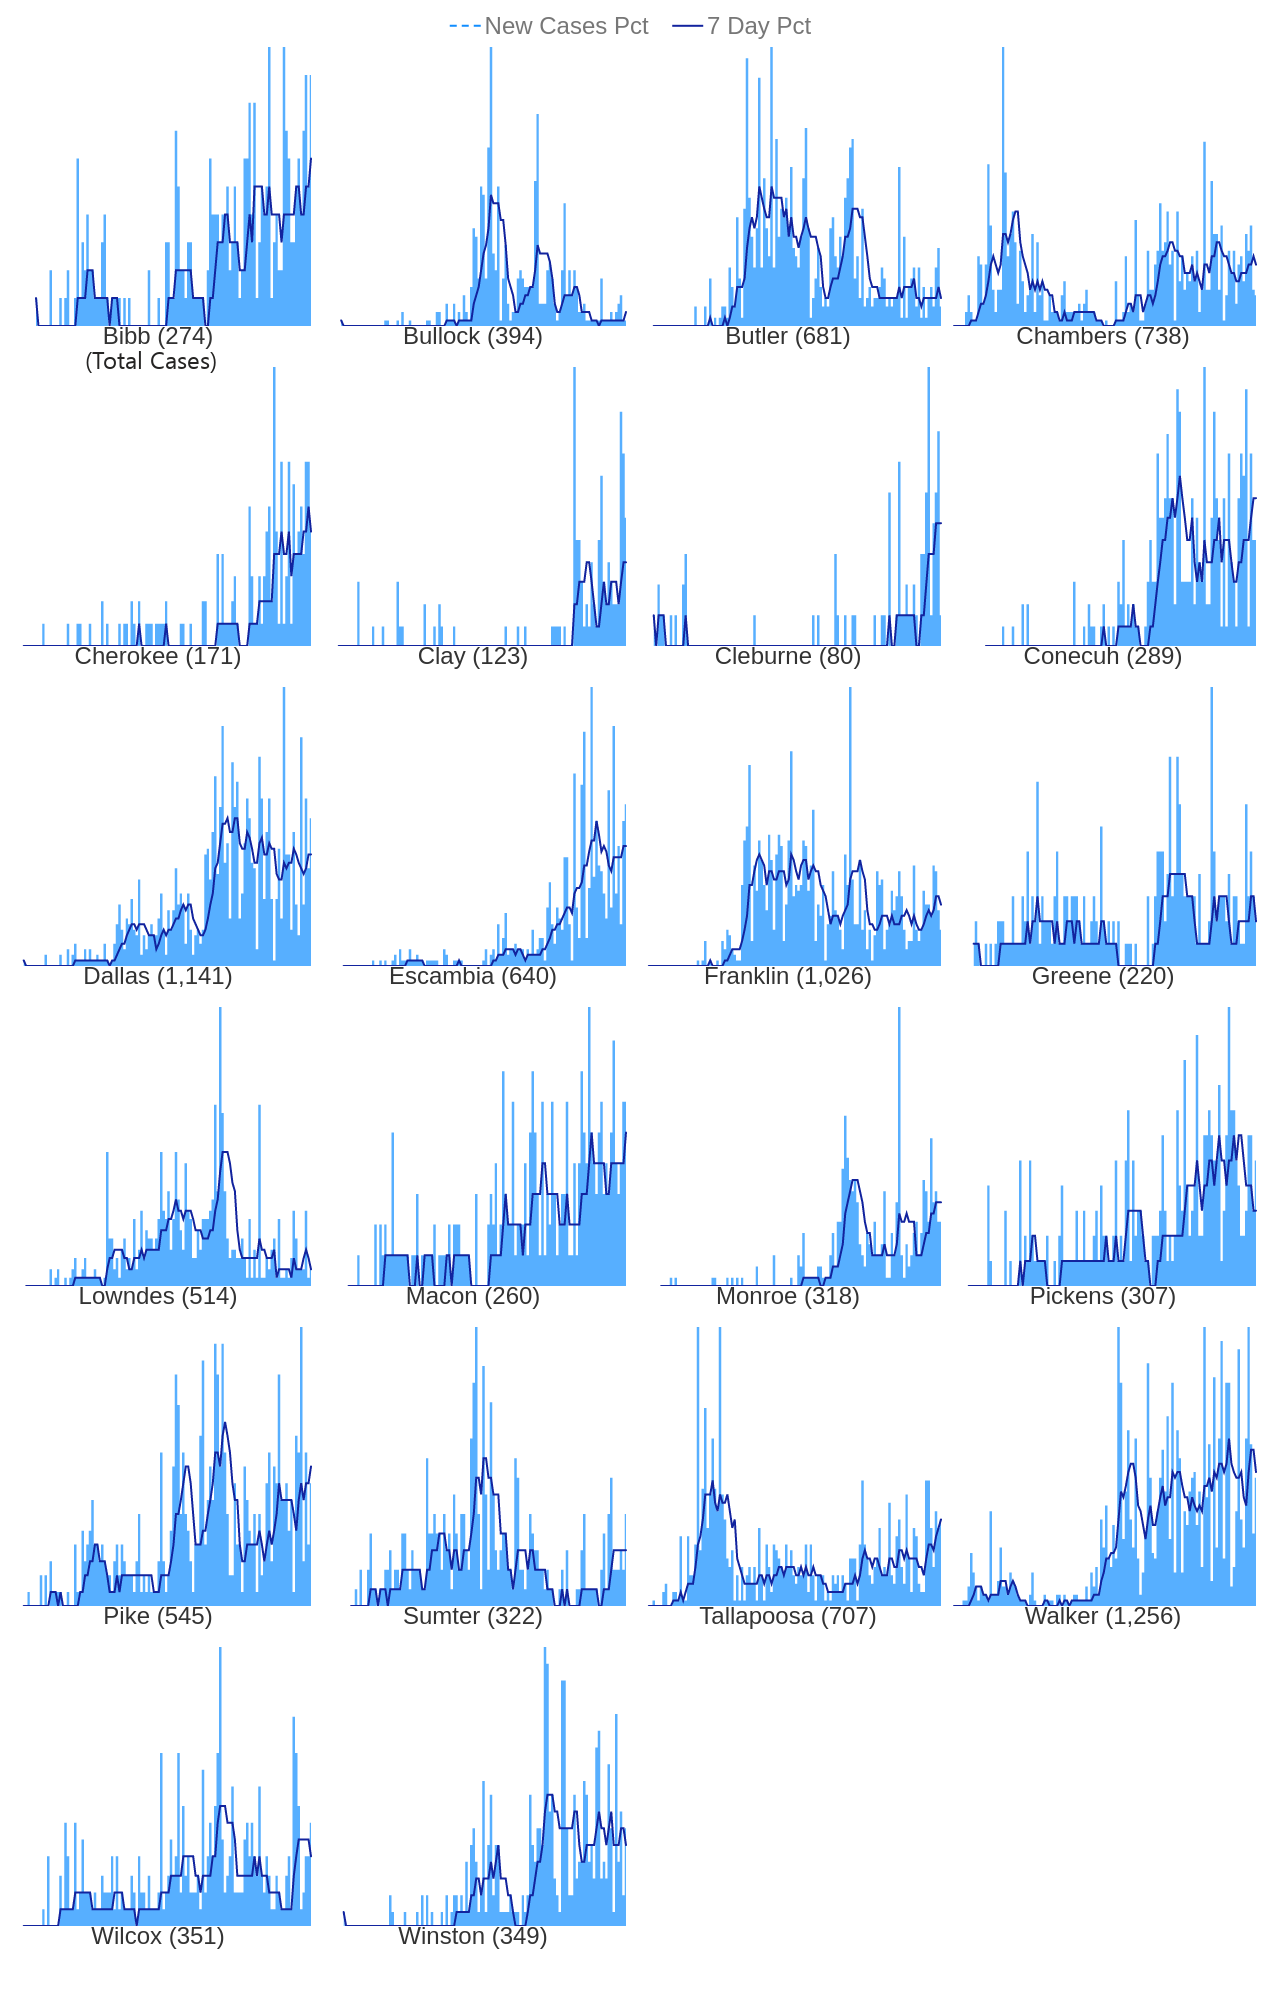 New Cases Pct 7 Day Pct
Bibb (274) Bullock (394) Butler (681) Chambers (738)
(Total Cases)
Cherokee (171) Clay (123) Cleburne (80) Conecuh (289)
Dallas (1,141) Escambia (640) Franklin (1,026) Greene (220)
Lowndes (514) Macon (260) Monroe (318) Pickens (307)
Pike (545) Sumter (322) Tallapoosa (707) Walker (1,256)
Wilcox (351) Winston (349)